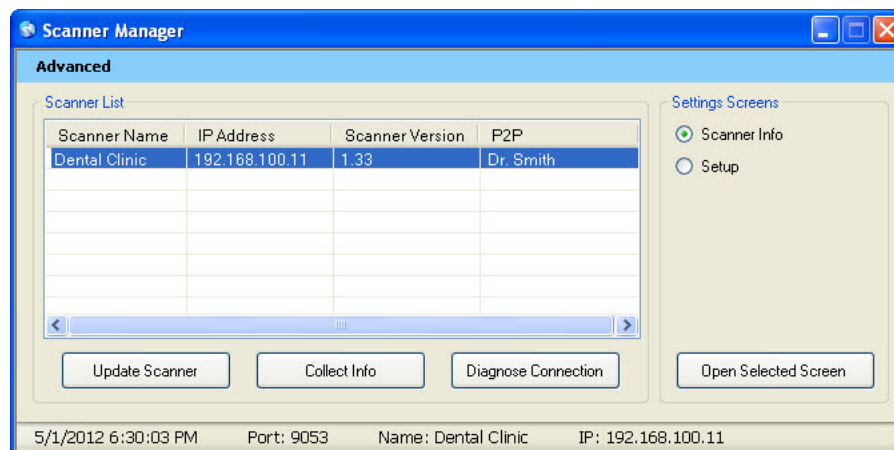 Scanner Manager
Advanced
Scanner List
Scanner Name IP Address Scanner Version P2P
Dental Clinic 192.168.100.11 1.33 Dr. Smith
Update Scanner Collect Info Diagnose Connection
Settings Screens
Scanner Info
Setup
Open Selected Screen
5/1/2012 6:30:03 PM Port: 9053 Name: Dental Clinic IP: 192.168.100.11